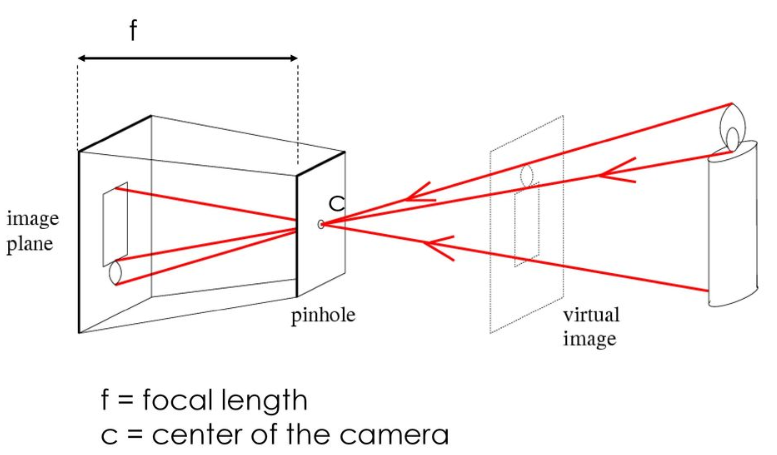 f
C
image
plane
pinhole
virtual
image
f = focal length
c = center of the camera